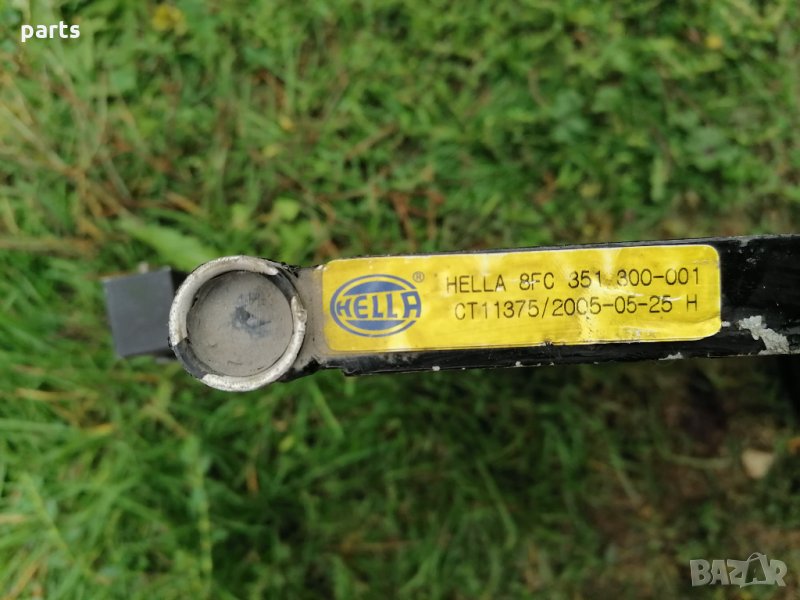 parts
HELLA
®
HELLA 8FC 351 300-001
CT11375/2005-05-25 H
BAZAR